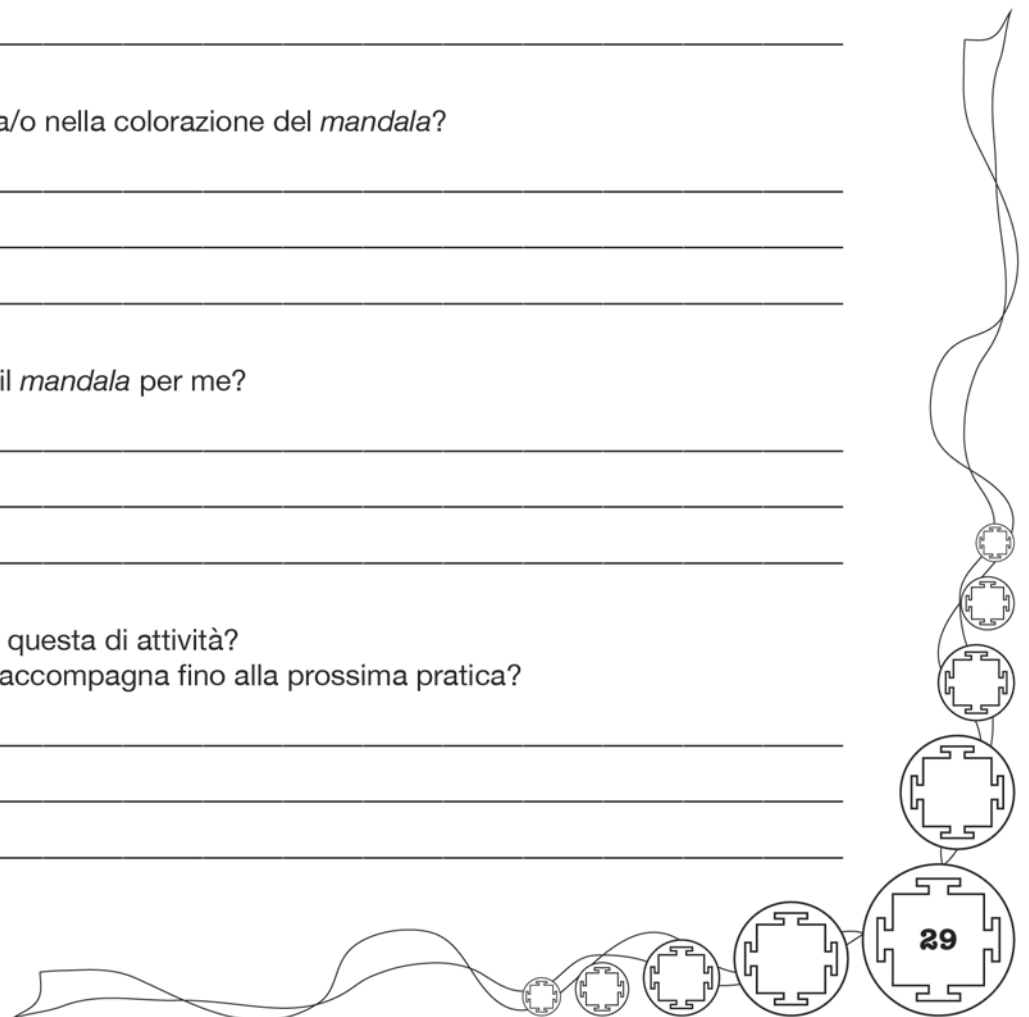 a/o nella colorazione del mandala?
il mandala per me?
questa di attività?
accompagna fino alla prossima pratica?
29